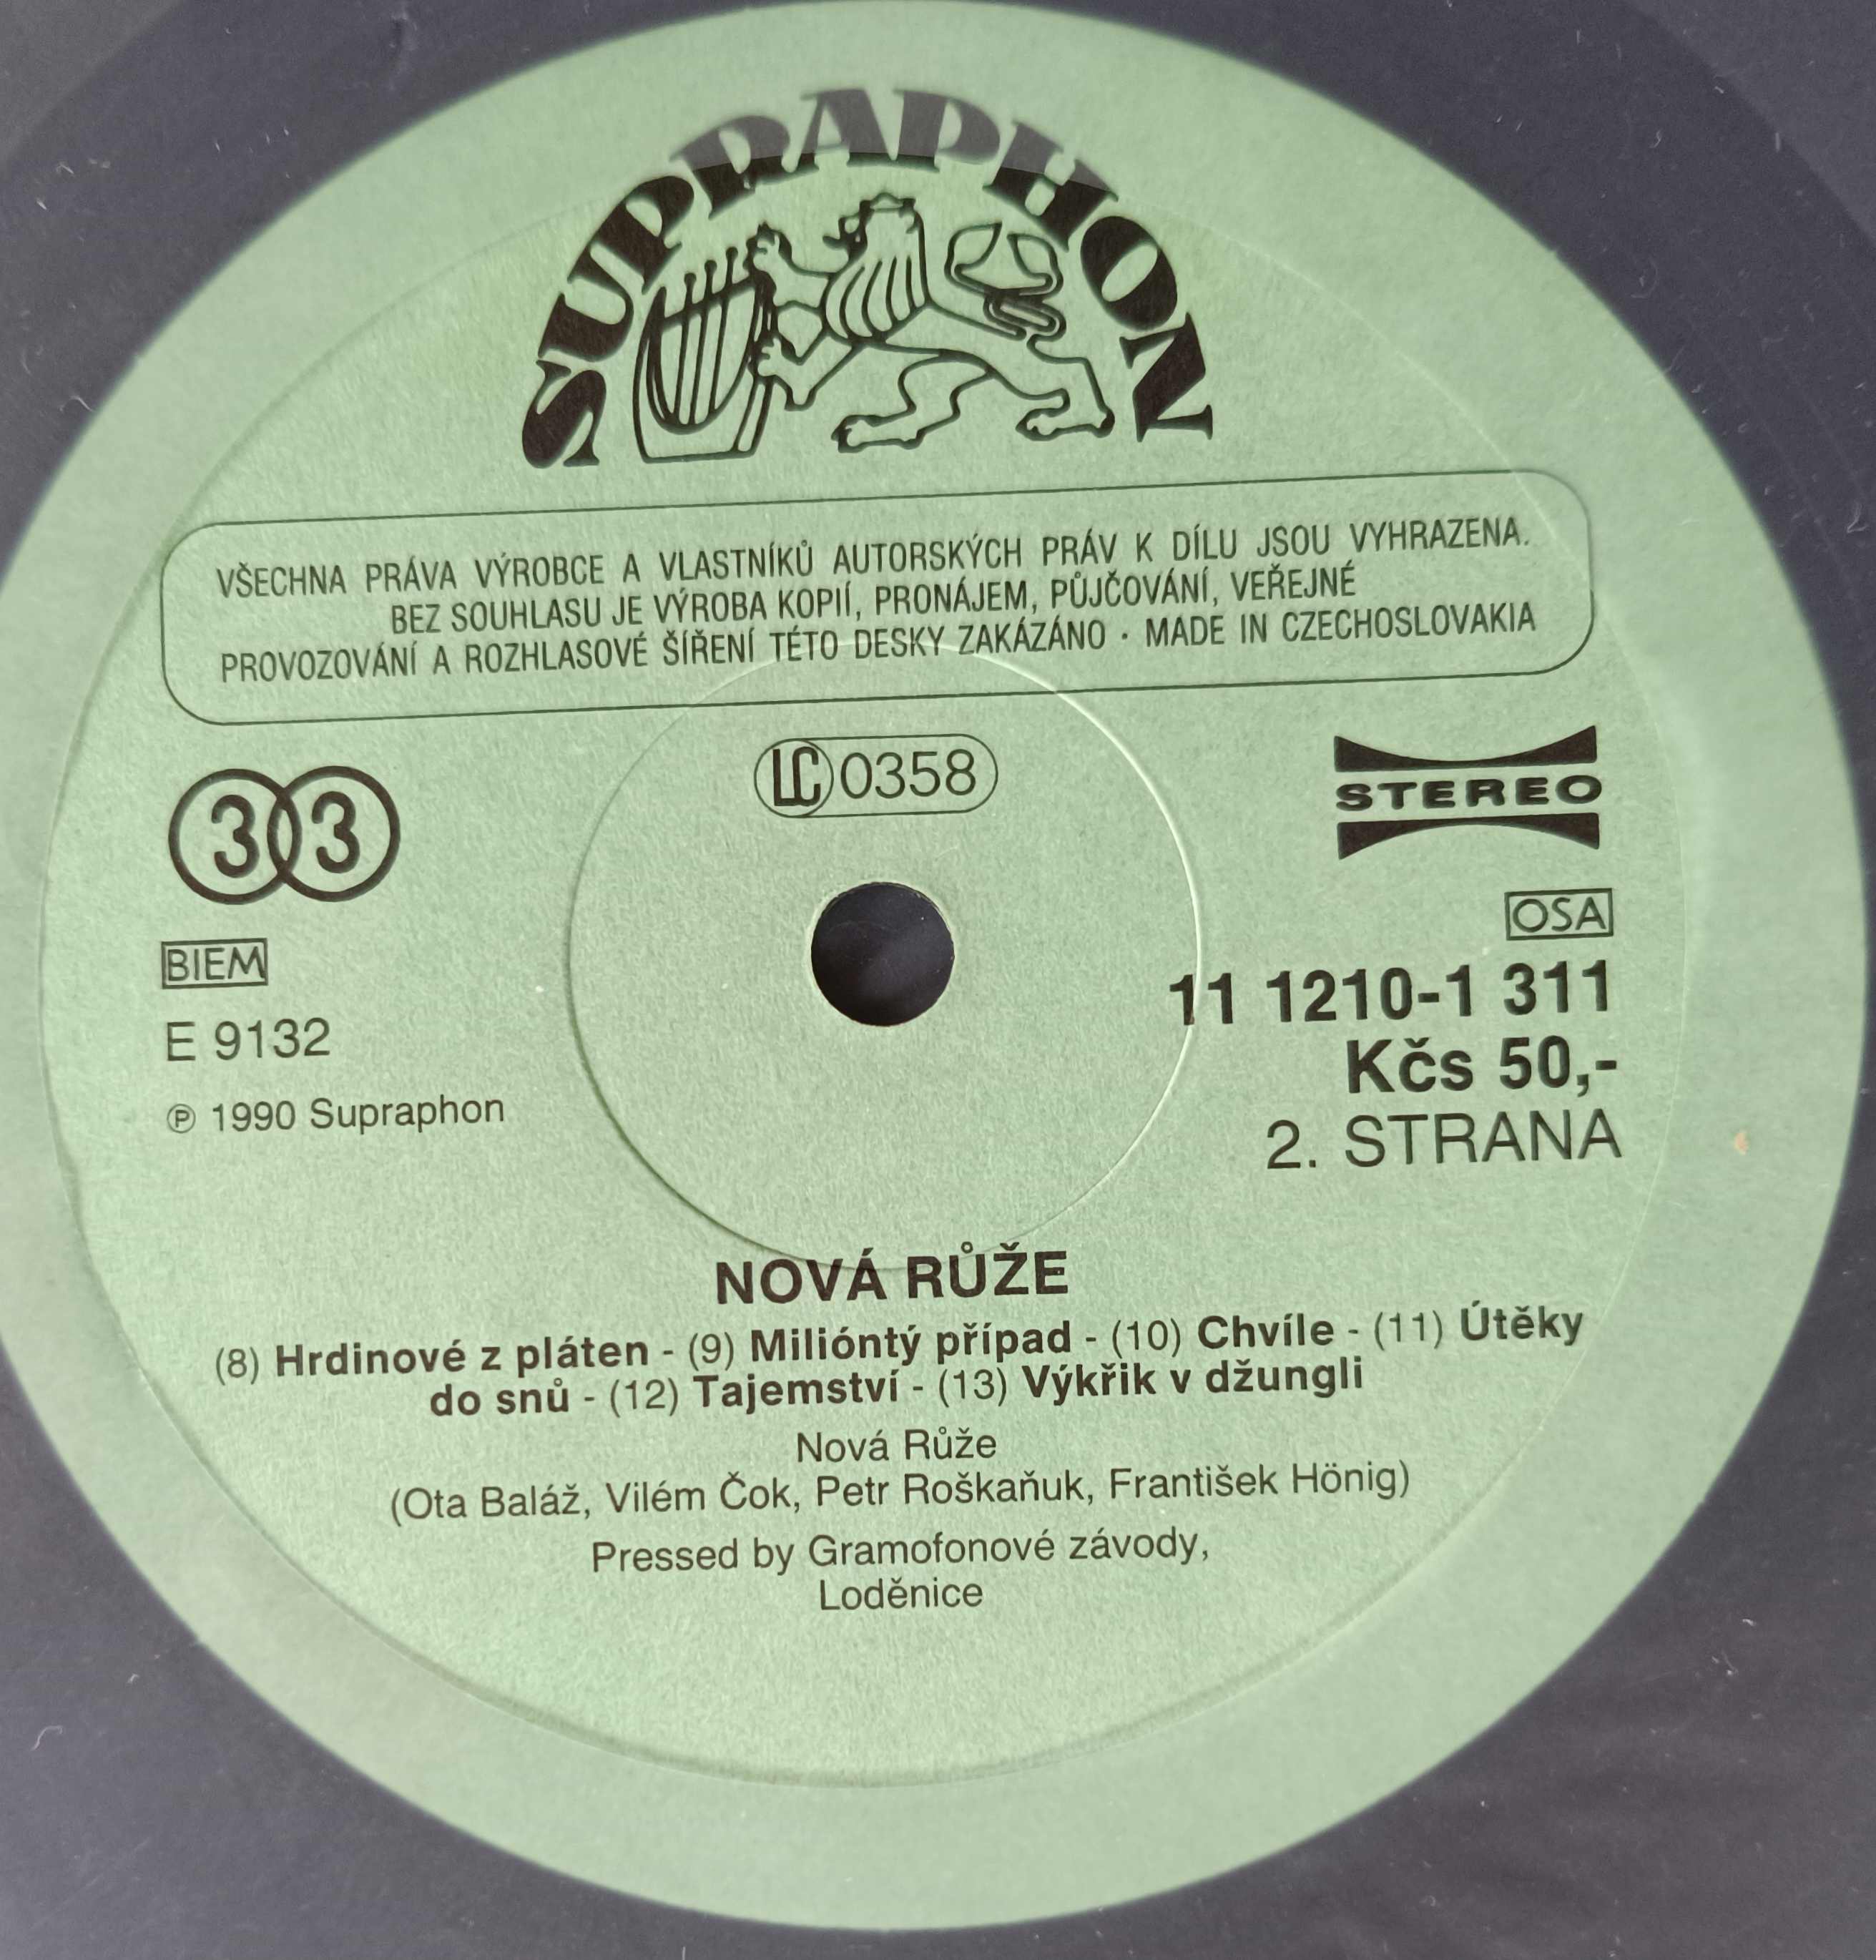 SUPRAPHON
VŠECHNA PRÁVA VÝROBCE A VLASTNÍKŮ AUTORSKÝCH PRÁV K DÍLU JSOU VYHRAZENA.
BEZ SOUHLASU JE VÝROBA KOPIÍ, PRONÁJEM, PŮJČOVÁNÍ, VEŘEJNÉ
PROVOZOVÁNÍ A ROZHLASOVÉ ŠÍŘENÍ TÉTO DESKY ZAKÁZÁNO · MADE IN CZECHOSLOVAKIA
33
LC 0358
STEREO
BIEM
E 9132
℗ 1990 Supraphon
OSA
11 1210-1 311
Kčs 50,-
2. STRANA
NOVÁ RŮŽE
(8) Hrdinové z pláten - (9) Milióntý případ - (10) Chvíle - (11) Útěky
do snů - (12) Tajemství - (13) Výkřik v džungli
Nová Růže
(Ota Baláž, Vilém Čok, Petr Roškaňuk, František Hönig)
Pressed by Gramofonové závody,
Loděnice